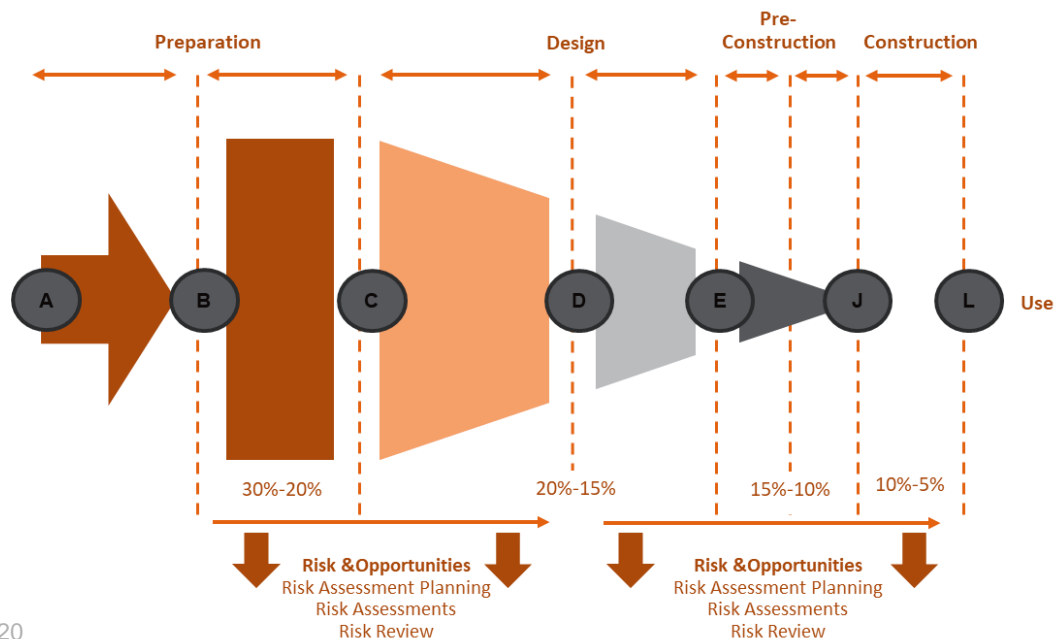 Preparation
Design
Pre-
Construction
Construction
A
B
C
D
E
J
L
Use
30%-20%
20%-15%
15%-10%
10%-5%
Risk &Opportunities
Risk Assessment Planning
Risk Assessments
Risk Review
Risk &Opportunities
Risk Assessment Planning
Risk Assessments
Risk Review
20